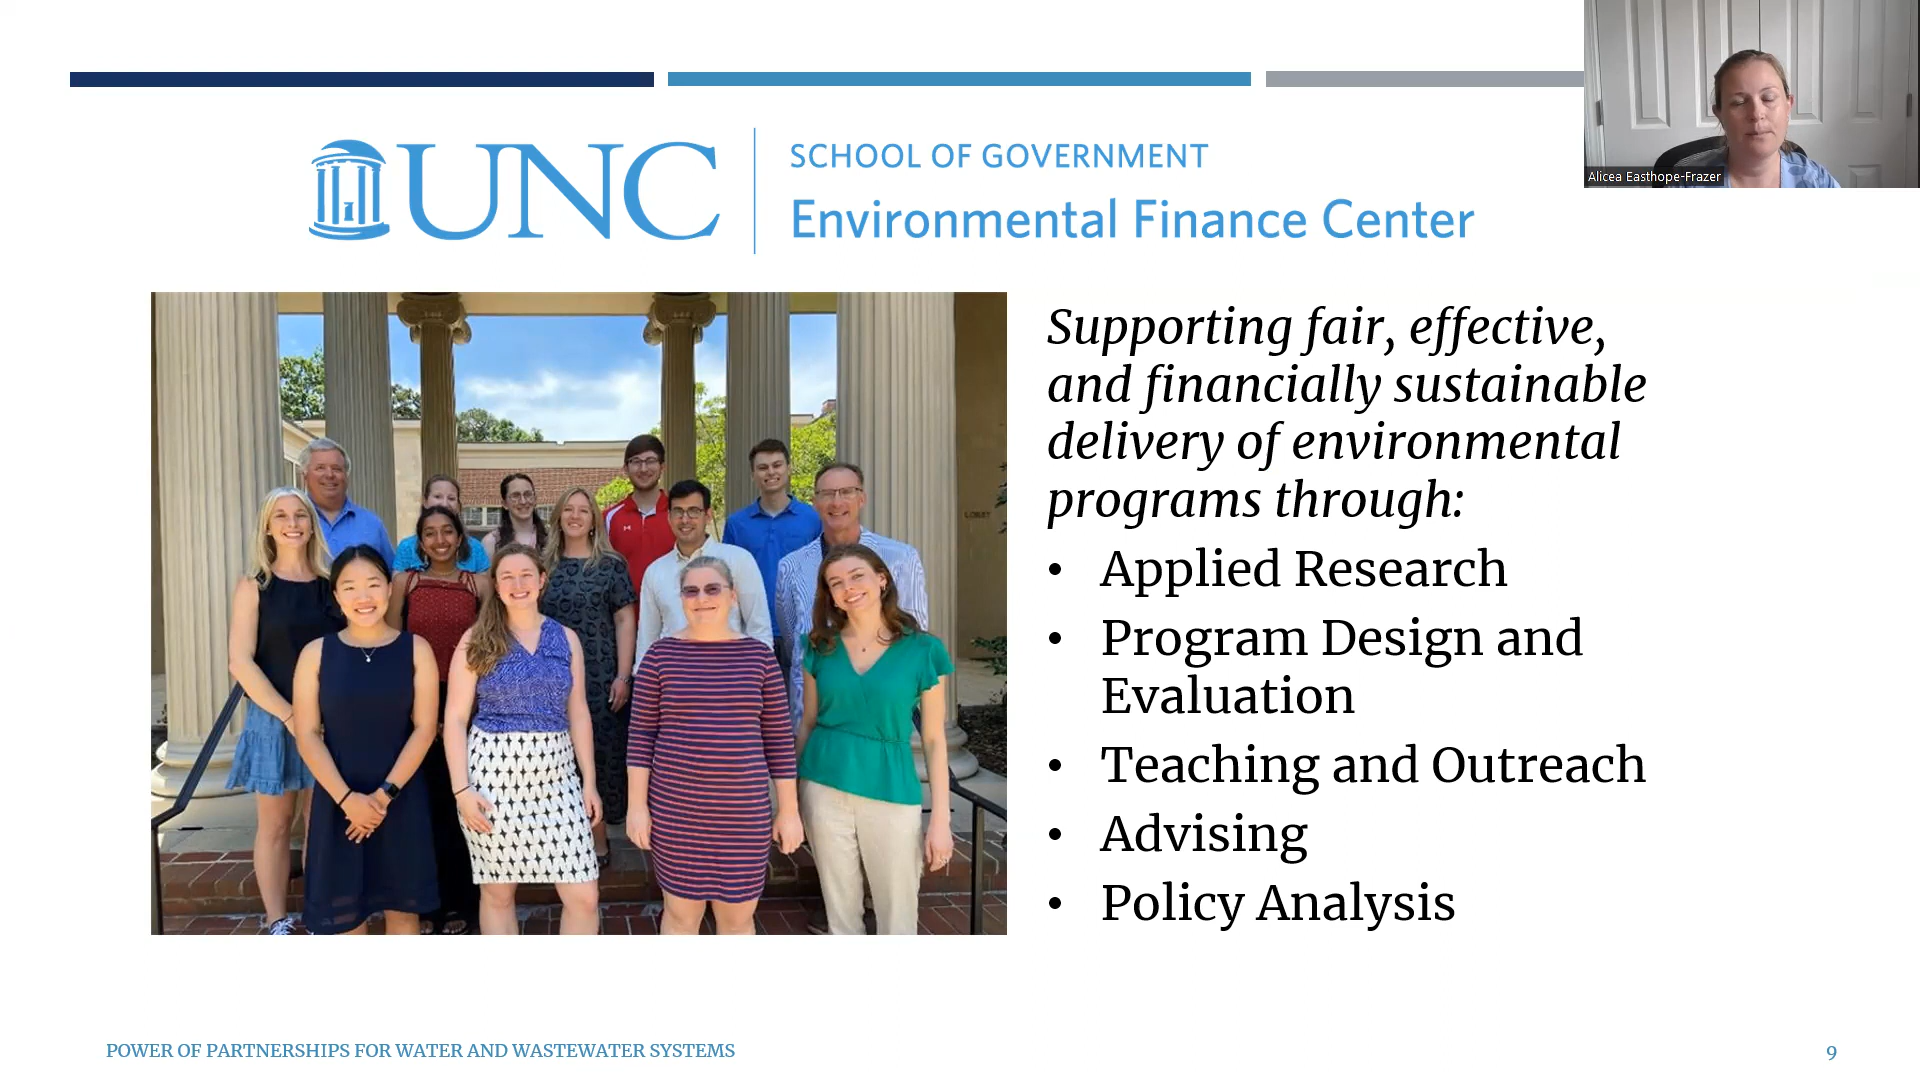 Alicea Easthope-Frazer
UNC
SCHOOL OF GOVERNMENT
Environmental Finance Center
Supporting fair, effective,
and financially sustainable
delivery of environmental
programs through:
• Applied Research
• Program Design and
Evaluation
• Teaching and Outreach
• Advising
• Policy Analysis
POWER OF PARTNERSHIPS FOR WATER AND WASTEWATER SYSTEMS
9